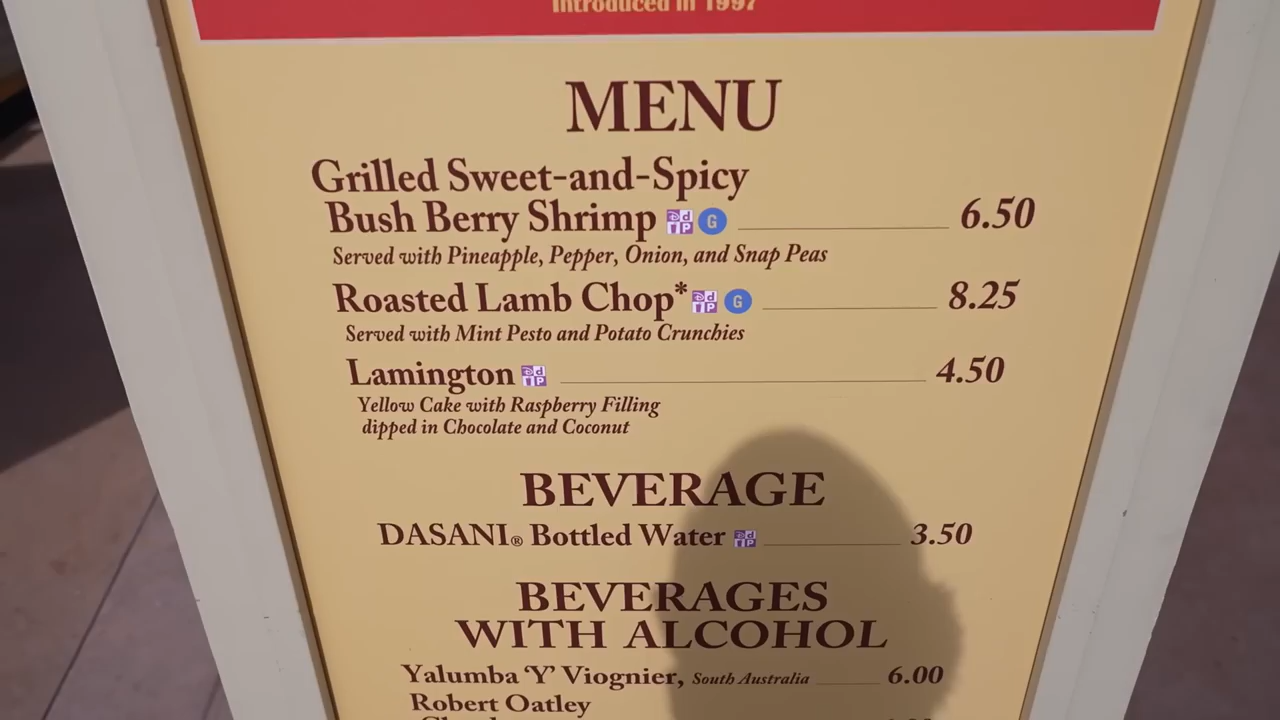 Introduced in 1997
MENU
Grilled Sweet-and-Spicy
Bush Berry Shrimp G 6.50
Served with Pineapple, Pepper, Onion, and Snap Peas
Roasted Lamb Chop* G 8.25
Served with Mint Pesto and Potato Crunchies
Lamington 4.50
Yellow Cake with Raspberry Filling
dipped in Chocolate and Coconut
BEVERAGE
DASANI® Bottled Water 3.50
BEVERAGES
WITH ALCOHOL
Yalumba ‘Y’ Viognier, South Australia 6.00
Robert Oatley